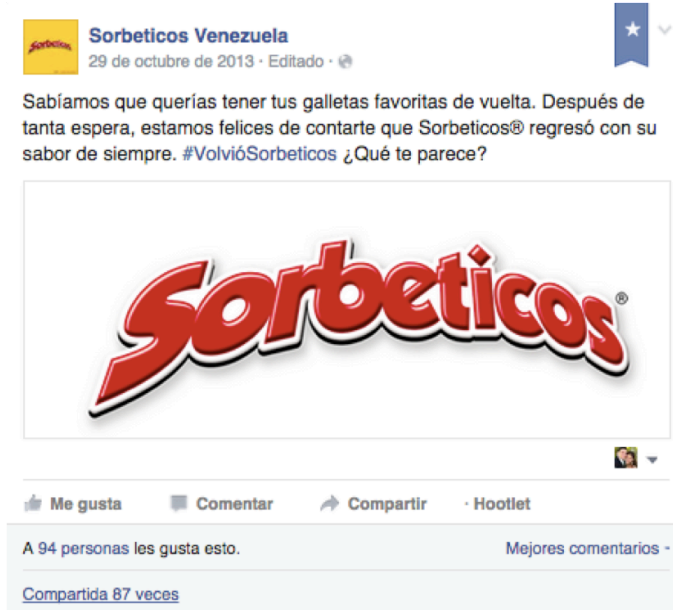 Sorbeticos
Sorbeticos Venezuela
29 de octubre de 2013 · Editado ·
Sabíamos que querías tener tus galletas favoritas de vuelta. Después de
tanta espera, estamos felices de contarte que Sorbeticos® regresó con su
sabor de siempre. #VolvióSorbeticos ¿Qué te parece?
Sorbeticos®
Me gusta Comentar Compartir · Hootlet
A 94 personas les gusta esto. Mejores comentarios
Compartida 87 veces